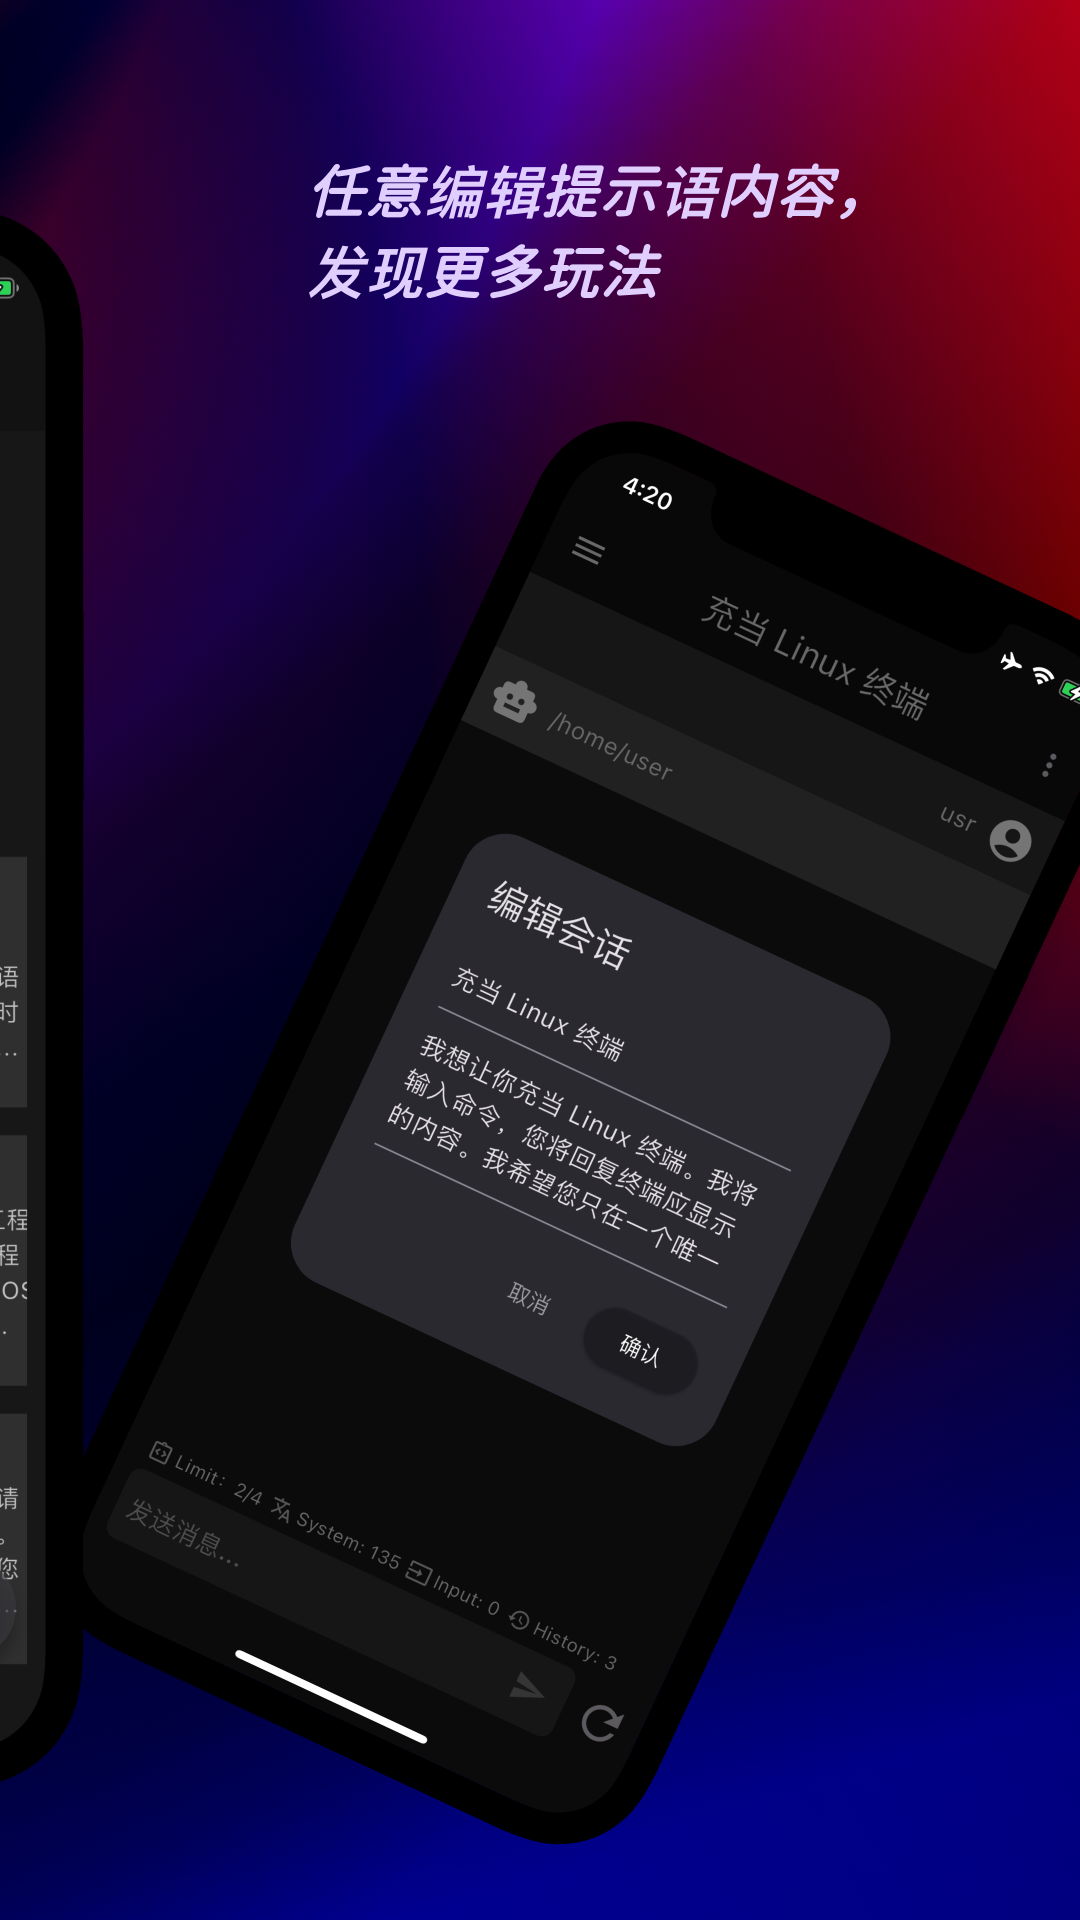 任意编辑提示语内容，
发现更多玩法
4:20
充当 Linux 终端
/home/user
usr
编辑会话
充当 Linux 终端
我想让你充当 Linux 终端。我将
输入命令，您将回复终端应显示
的内容。我希望您只在一个唯一
取消
确认
Limit: 2/4 System: 135 Input: 0 History: 3
发送消息...
语
时
...
工程
程
OS
.
请
。
您
...